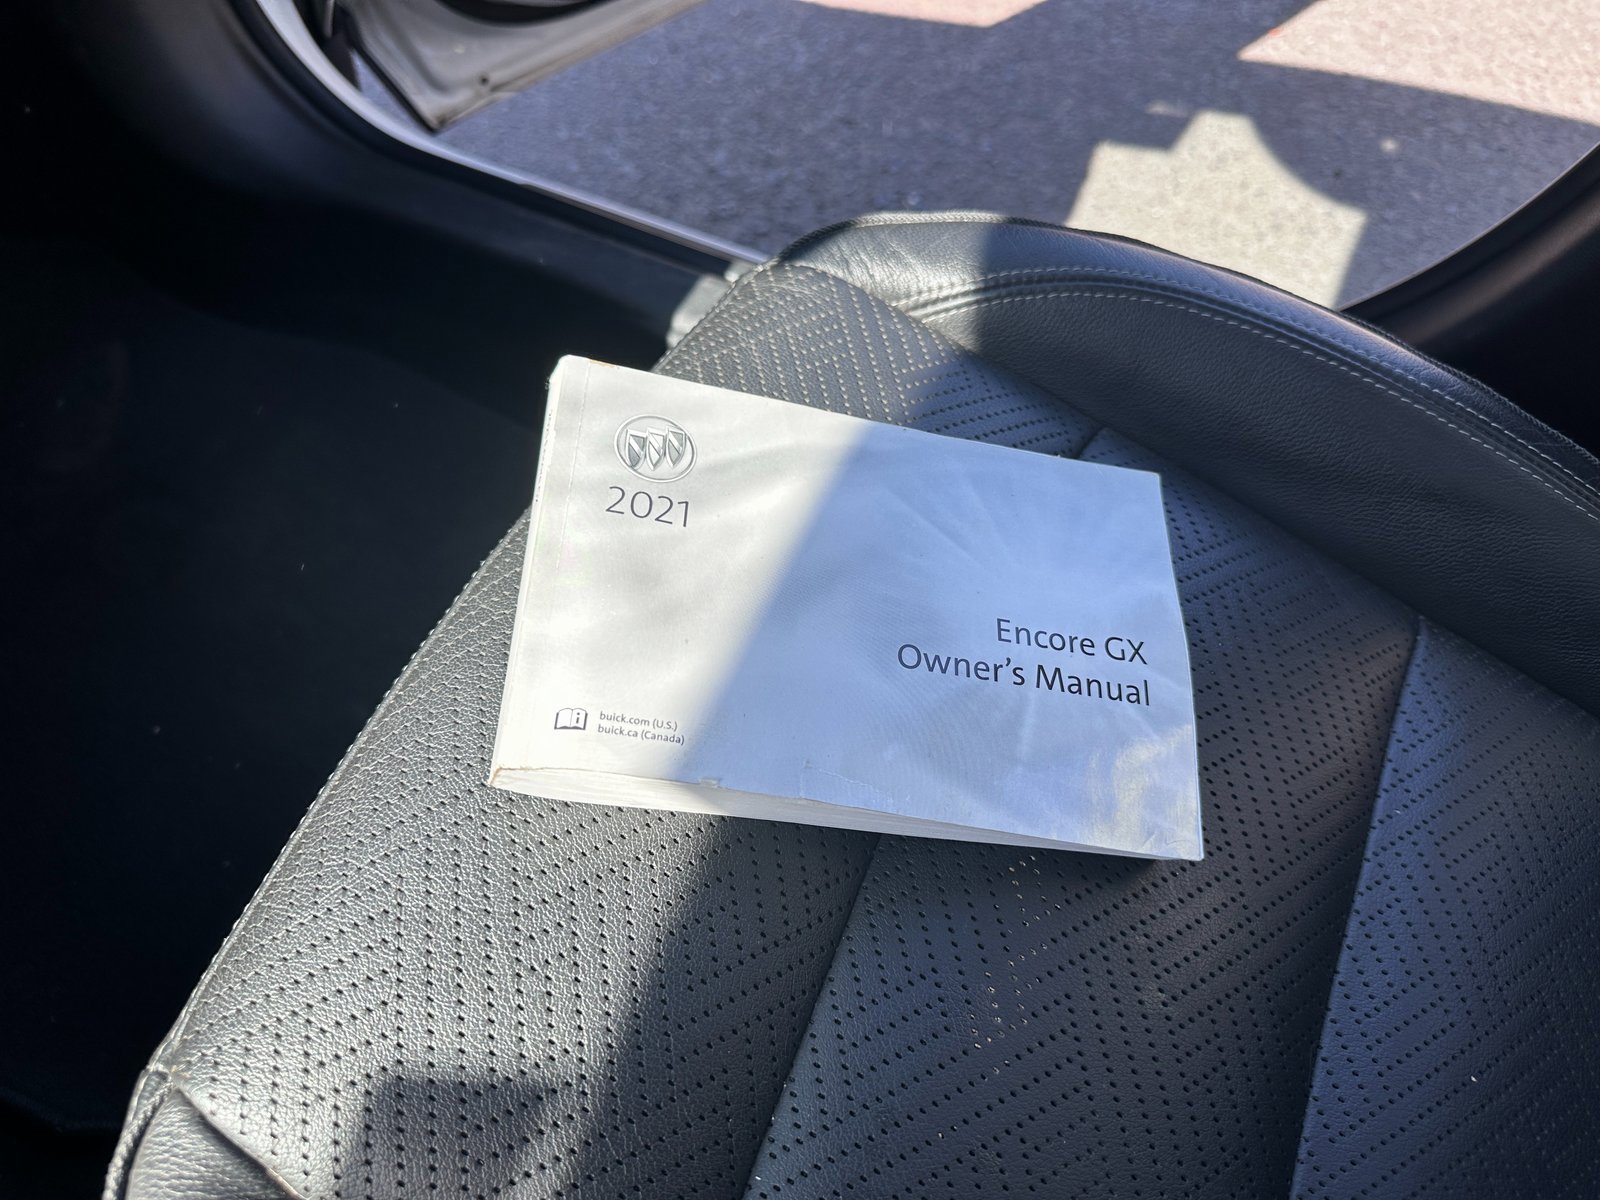 2021
Encore GX
Owner's Manual
buick.com (U.S.)
buick.ca (Canada)